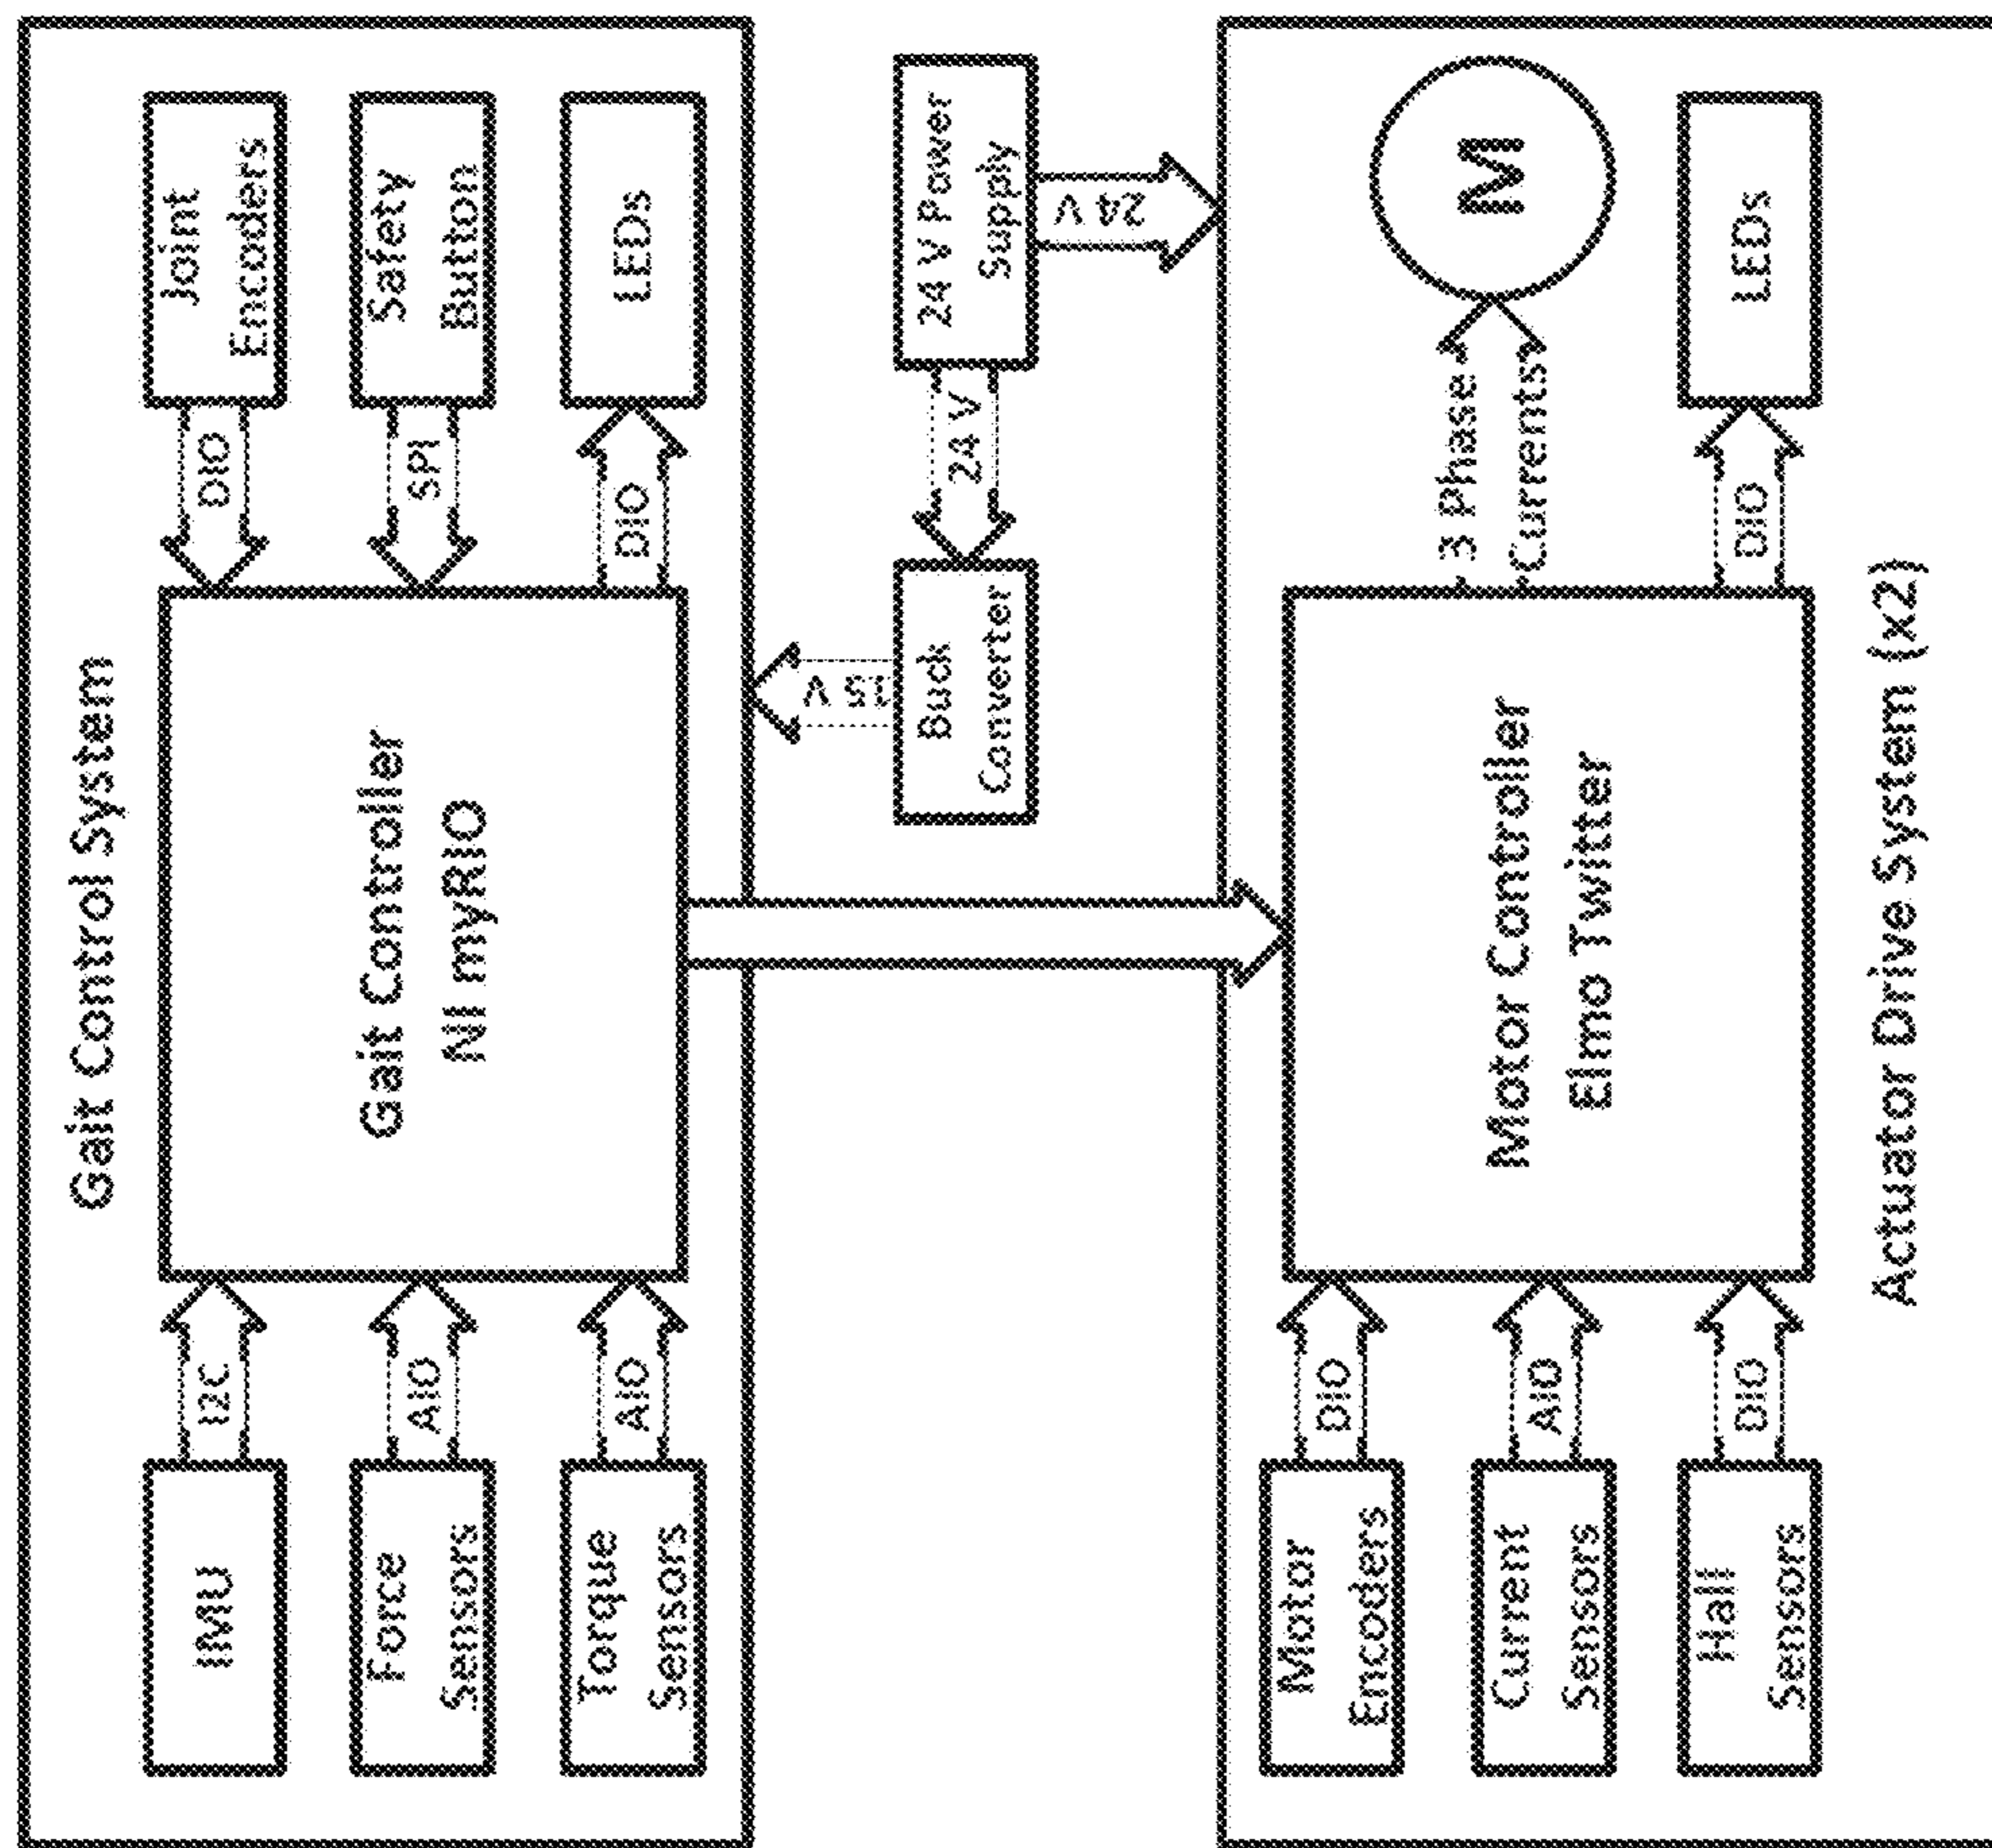 Gait Control System
IMU
I2C
Force
Sensors
AIO
Torque
Sensors
AIO
Gait Controller
NI myRIO
DIO
Joint
Encoders
SPI
Safety
Button
DIO
LEDs
15 V
Buck
Converter
24 V
24 V Power
Supply
24 V
Motor
Encoders
DIO
Current
Sensors
AIO
Hall
Sensors
DIO
Motor Controller
Elmo Twitter
3 Phase
Currents
M
DIO
LEDs
Actuator Drive System (x2)